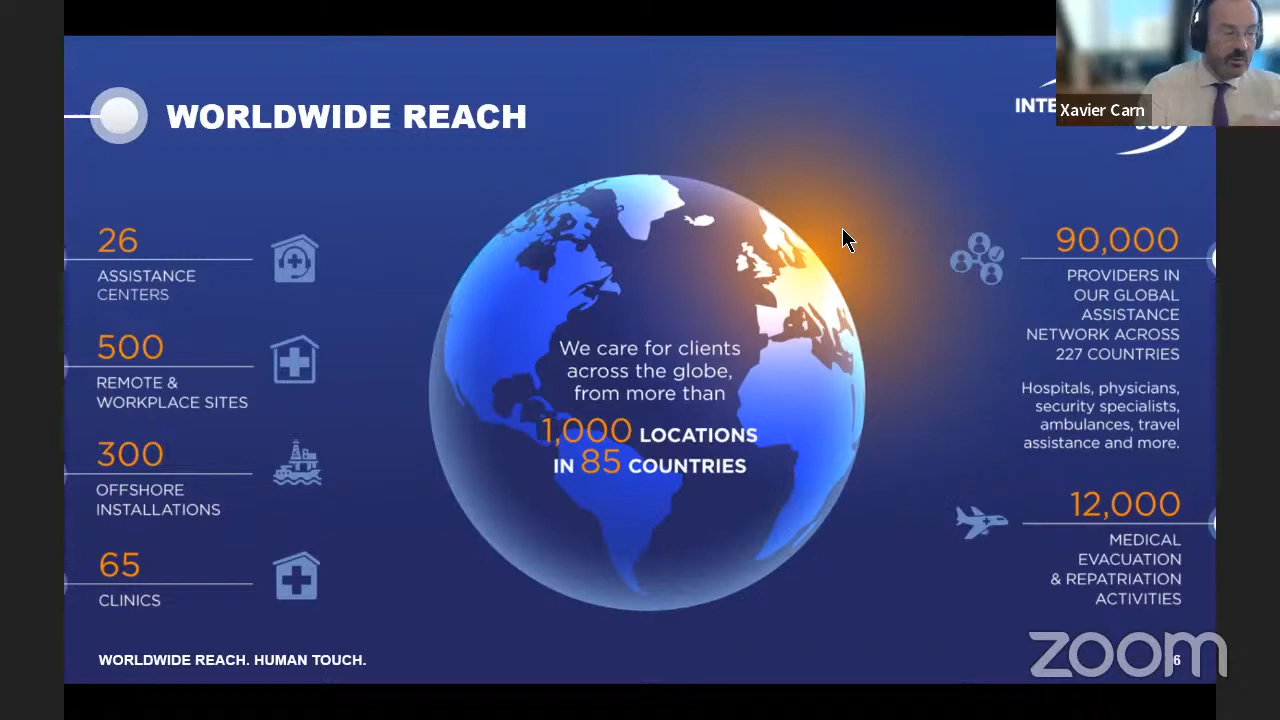 WORLDWIDE REACH
Xavier Carn
26
ASSISTANCE
CENTERS
500
REMOTE &
WORKPLACE SITES
300
OFFSHORE
INSTALLATIONS
65
CLINICS
We care for clients
across the globe,
from more than
1,000 LOCATIONS
IN 85 COUNTRIES
90,000
PROVIDERS IN
OUR GLOBAL
ASSISTANCE
NETWORK ACROSS
227 COUNTRIES
Hospitals, physicians,
security specialists,
ambulances, travel
assistance and more.
12,000
MEDICAL
EVACUATION
& REPATRIATION
ACTIVITIES
WORLDWIDE REACH. HUMAN TOUCH.
6
zoom